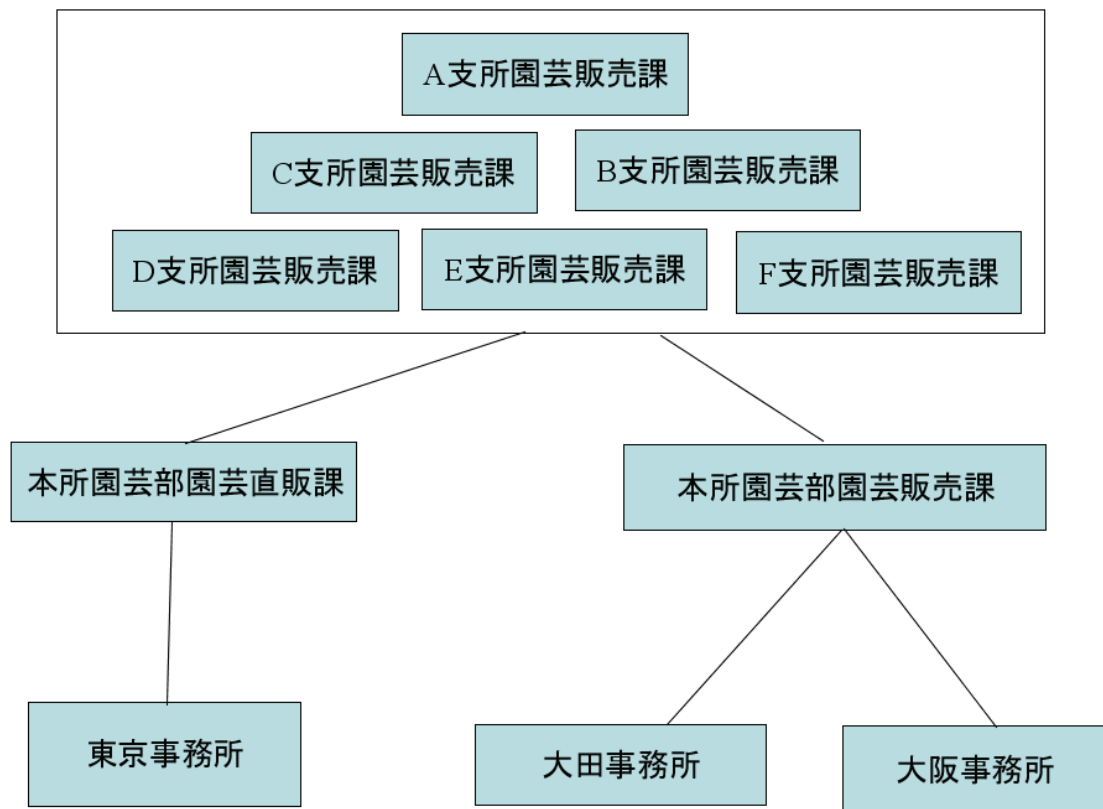 A支所園芸販売課
C支所園芸販売課
B支所園芸販売課
D支所園芸販売課
E支所園芸販売課
F支所園芸販売課
本所園芸部園芸直販課
本所園芸部園芸販売課
東京事務所
大田事務所
大阪事務所